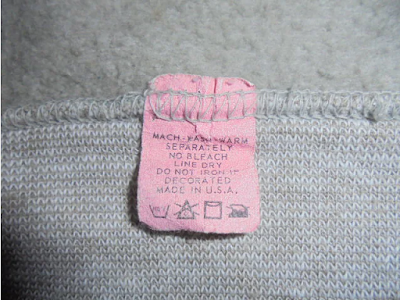 MACH. WASH WARM
SEPARATELY
NO BLEACH
LINE DRY
DO NOT IRON IF
DECORATED
MADE IN U.S.A.